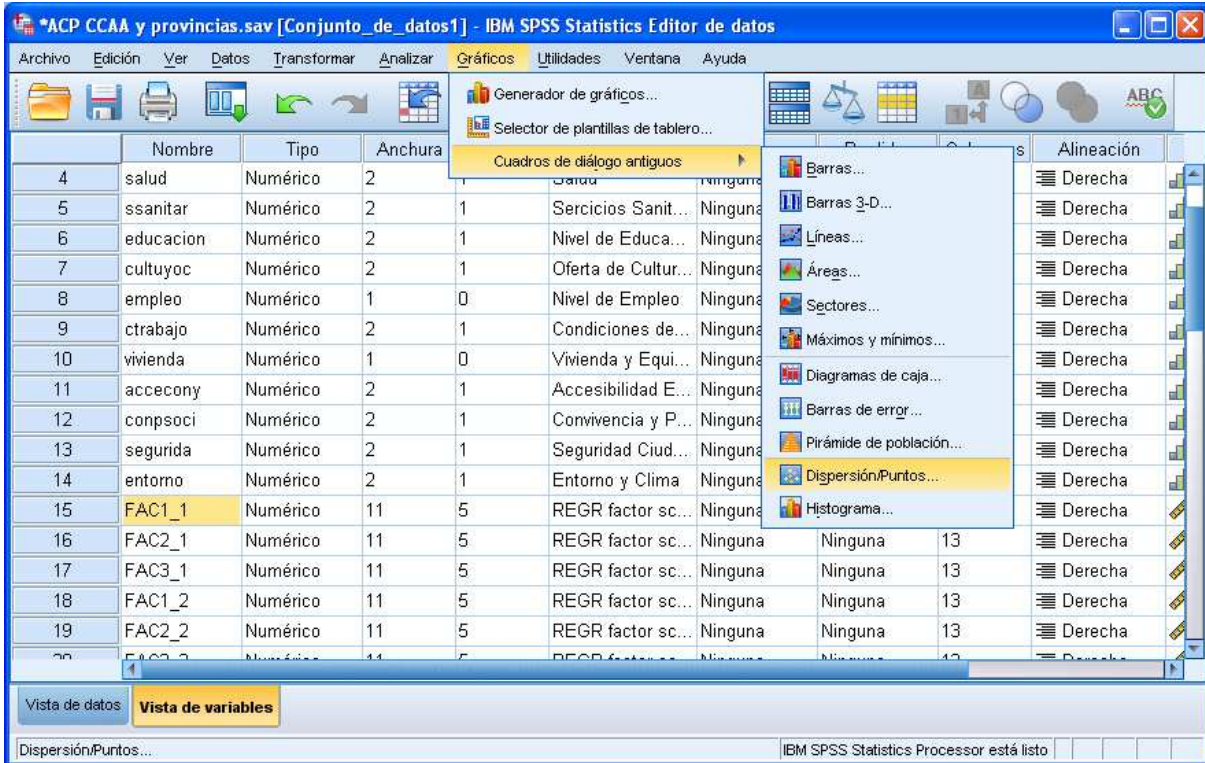 *ACP CCAA y provincias.sav [Conjunto_de_datos1] - IBM SPSS Statistics Editor de datos
Archivo Edición Ver Datos Transformar Analizar Gráficos Utilidades Ventana Ayuda
Generador de gráficos...
Selector de plantillas de tablero...
Cuadros de diálogo antiguos
Barras...
Barras 3-D...
Líneas...
Áreas...
Sectores...
Máximos y mínimos...
Diagramas de caja...
Barras de error...
Pirámide de población...
Dispersión/Puntos...
Histograma...
Nombre Tipo Anchura Alineación
4 salud Numérico 2 1 Derecha
5 ssanitar Numérico 2 1 Sercicios Sanit... Ninguna Derecha
6 educacion Numérico 2 1 Nivel de Educa... Ninguna Derecha
7 cultuyoc Numérico 2 1 Oferta de Cultur... Ninguna Derecha
8 empleo Numérico 1 0 Nivel de Empleo Ninguna Derecha
9 ctrabajo Numérico 2 1 Condiciones de... Ninguna Derecha
10 vivienda Numérico 1 0 Vivienda y Equi... Ninguna Derecha
11 accecony Numérico 2 1 Accesibilidad E... Ninguna Derecha
12 conpsoci Numérico 2 1 Convivencia y P... Ninguna Derecha
13 segurida Numérico 2 1 Seguridad Ciud... Ninguna Derecha
14 entorno Numérico 2 1 Entorno y Clima Ninguna Derecha
15 FAC1_1 Numérico 11 5 REGR factor sc... Ninguna Derecha
16 FAC2_1 Numérico 11 5 REGR factor sc... Ninguna Ninguna 13 Derecha
17 FAC3_1 Numérico 11 5 REGR factor sc... Ninguna Ninguna 13 Derecha
18 FAC1_2 Numérico 11 5 REGR factor sc... Ninguna Ninguna 13 Derecha
19 FAC2_2 Numérico 11 5 REGR factor sc... Ninguna Ninguna 13 Derecha
Vista de datos Vista de variables
Dispersión/Puntos... IBM SPSS Statistics Processor está listo